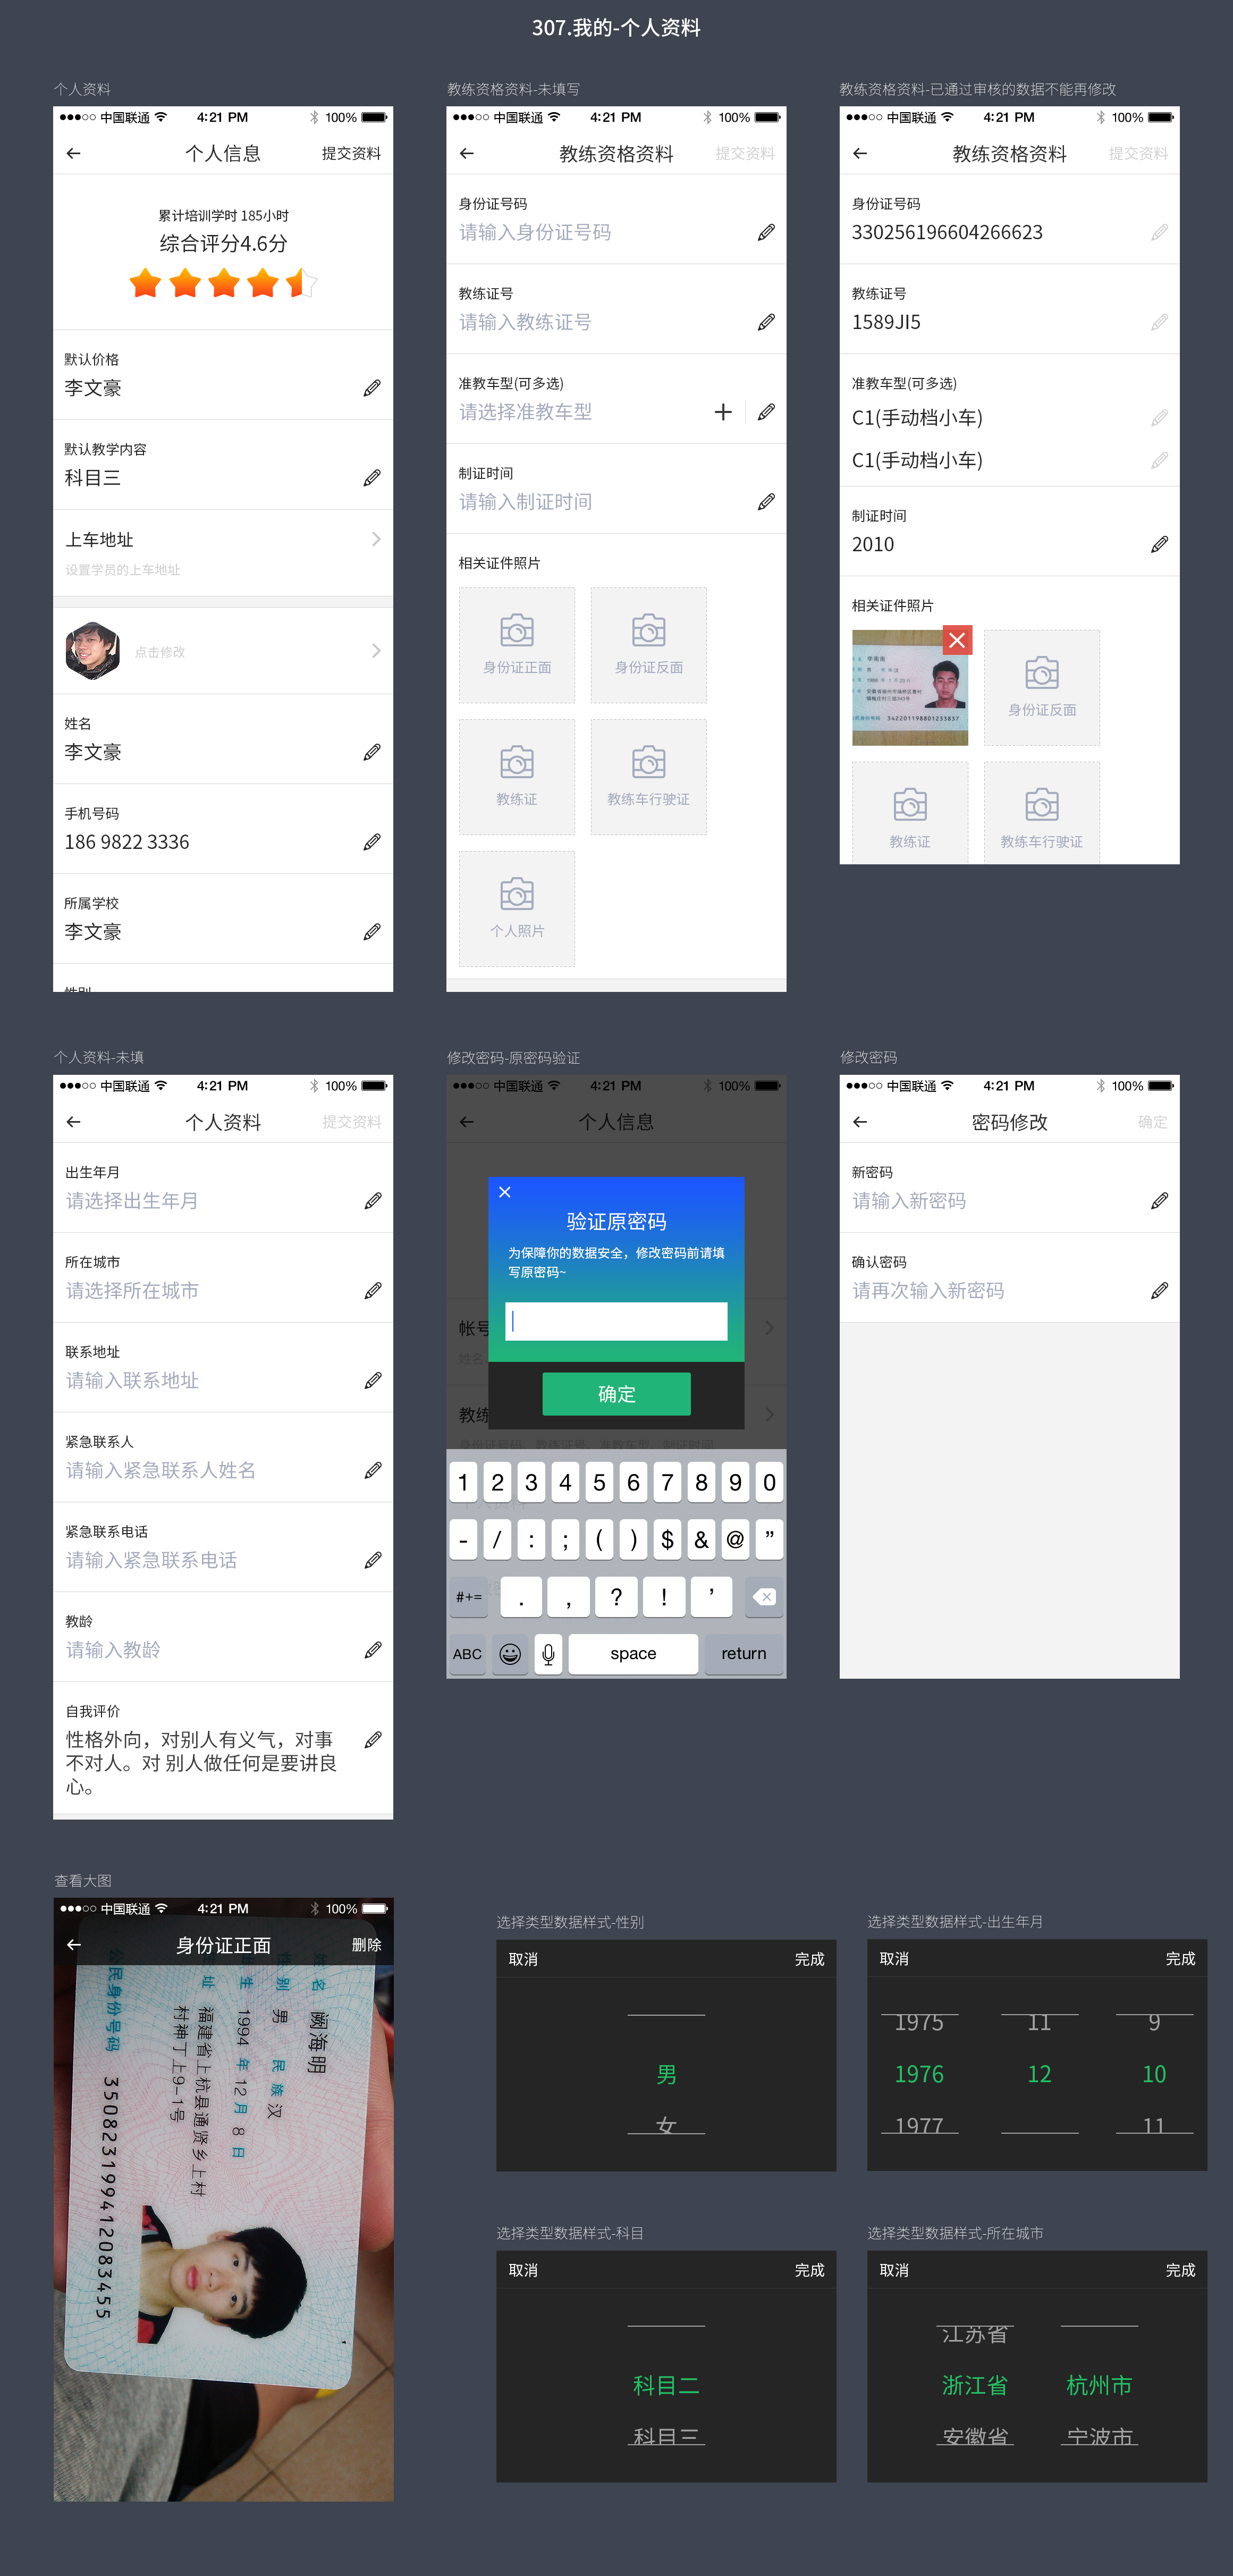 307.我的-个人资料
个人资料
中国联通 4:21 PM 100%
个人信息 提交资料
累计培训学时 185小时
综合评分4.6分
默认价格
李文豪
默认教学内容
科目三
上车地址
设置学员的上车地址
点击修改
姓名
李文豪
手机号码
186 9822 3336
所属学校
李文豪
教练资格资料-未填写
中国联通 4:21 PM 100%
教练资格资料 提交资料
身份证号码
请输入身份证号码
教练证号
请输入教练证号
准教车型(可多选)
请选择准教车型
制证时间
请输入制证时间
相关证件照片
身份证正面 身份证反面
教练证 教练车行驶证
个人照片
教练资格资料-已通过审核的数据不能再修改
中国联通 4:21 PM 100%
教练资格资料 提交资料
身份证号码
330256196604266623
教练证号
1589JI5
准教车型(可多选)
C1(手动档小车)
C1(手动档小车)
制证时间
2010
相关证件照片
342201198801233837
身份证反面
教练证 教练车行驶证
个人资料-未填
中国联通 4:21 PM 100%
个人资料 提交资料
出生年月
请选择出生年月
所在城市
请选择所在城市
联系地址
请输入联系地址
紧急联系人
请输入紧急联系人姓名
紧急联系电话
请输入紧急联系电话
教龄
请输入教龄
自我评价
性格外向，对别人有义气，对事
不对人。对 别人做任何是要讲良
心。
修改密码-原密码验证
中国联通 4:21 PM 100%
个人信息
验证原密码
为保障你的数据安全，修改密码前请填
写原密码~
帐号
姓名
教练
确定
1 2 3 4 5 6 7 8 9 0
- / : ; ( ) $ & @ ”
#+= . , ? ! ’
ABC space return
修改密码
中国联通 4:21 PM 100%
密码修改 确定
新密码
请输入新密码
确认密码
请再次输入新密码
查看大图
中国联通 4:21 PM 100%
身份证正面 删除
姓名 阙海明
性别 男 民族 汉
生 1994 年 12 月 8 日
址 福建省上杭县通贤乡上村
村神丁上9-1号
公民身份号码 350823199412083455
选择类型数据样式-性别
取消 完成
男
女
选择类型数据样式-出生年月
取消 完成
1975 11 9
1976 12 10
1977 11
选择类型数据样式-科目
取消 完成
科目二
科目三
选择类型数据样式-所在城市
取消 完成
江苏省
浙江省 杭州市
安徽省 宁波市